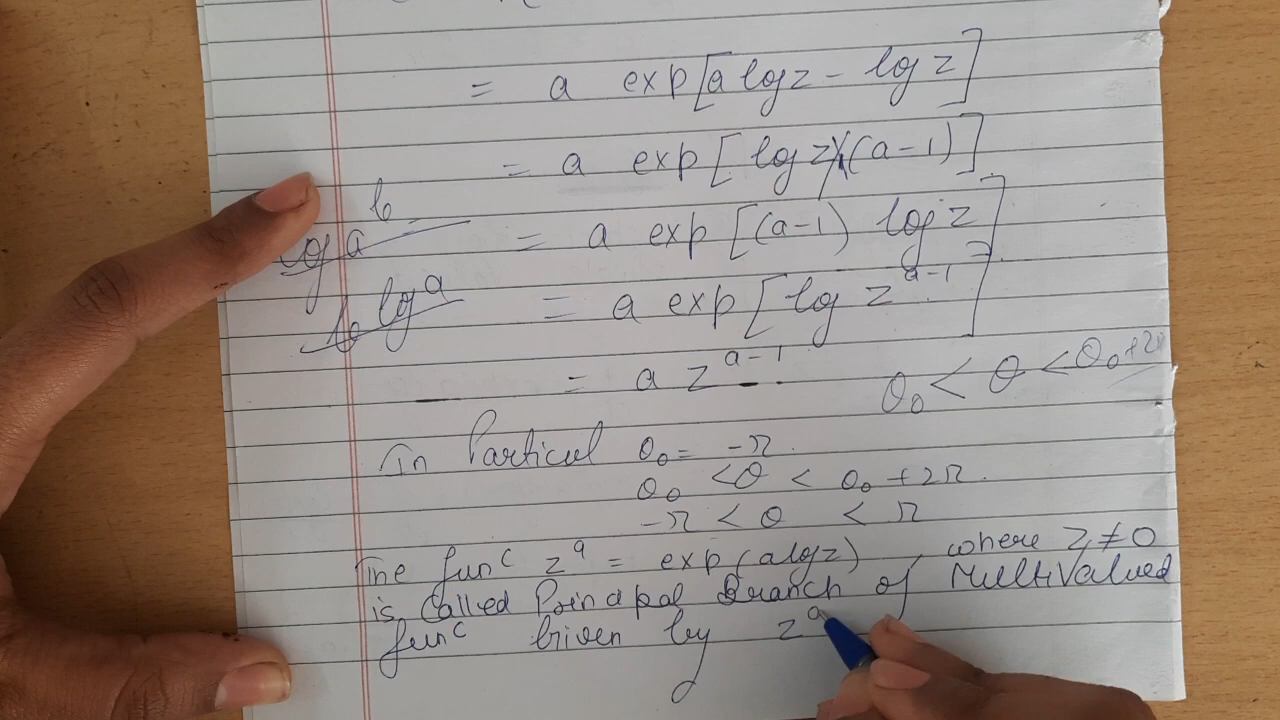 = a exp[a log z - log z]
= a exp[log z (a-1)]
log a^b
= a exp[(a-1) log z]
b log a
= a exp[log z^{a-1}]
= a z^{a-1}
θ₀ < θ < θ₀+2π
In Particul θ₀ = -π.
θ₀ < θ < θ₀ + 2π.
-π < θ < π
The func z^a = exp(a log z), where z ≠ 0
is called Principal Branch of Multivalued
func Given by z^a